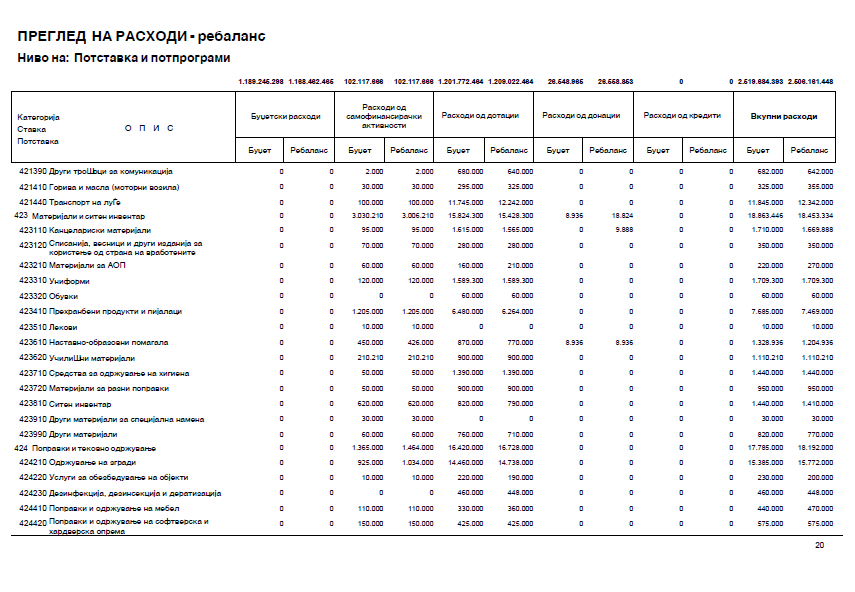 ПРЕГЛЕД НА РАСХОДИ - ребаланс
Ниво на: Потставка и потпрограми
1.189.245.298 1.168.462.465 102.117.666 102.117.666 1.201.772.464 1.209.022.464 26.548.965 26.558.853 0 0 2.519.684.393 2.506.161.448
Категорија
Ставка
Потставка
О П И С
Буџетски расходи
Расходи од
самофинансирачки
активности
Расходи од дотации
Расходи од донации
Расходи од кредити
Вкупни расходи
Буџет Ребаланс Буџет Ребаланс Буџет Ребаланс Буџет Ребаланс Буџет Ребаланс Буџет Ребаланс
421390 Други троШоци за комуникација 0 0 2.000 2.000 680.000 640.000 0 0 0 0 682.000 642.000
421410 Горива и масла (моторни возила) 0 0 30.000 30.000 295.000 325.000 0 0 0 0 325.000 355.000
421440 Транспорт на луЃе 0 0 100.000 100.000 11.745.000 12.242.000 0 0 0 0 11.845.000 12.342.000
423 Материјали и ситен инвентар 0 0 3.030.210 3.006.210 15.824.300 15.428.300 8.936 18.824 0 0 18.863.446 18.453.334
423110 Канцелариски материјали 0 0 95.000 95.000 1.615.000 1.565.000 0 9.888 0 0 1.710.000 1.669.888
423120 Списанија, весници и други изданија за
користење од страна на вработените 0 0 70.000 70.000 280.000 280.000 0 0 0 0 350.000 350.000
423210 Материјали за АОП 0 0 60.000 60.000 160.000 210.000 0 0 0 0 220.000 270.000
423310 Униформи 0 0 120.000 120.000 1.589.300 1.589.300 0 0 0 0 1.709.300 1.709.300
423320 Обувки 0 0 0 0 60.000 60.000 0 0 0 0 60.000 60.000
423410 Прехранбени продукти и пијалаци 0 0 1.205.000 1.205.000 6.480.000 6.264.000 0 0 0 0 7.685.000 7.469.000
423510 Лекови 0 0 10.000 10.000 0 0 0 0 0 0 10.000 10.000
423610 Наставно-образовни помагала 0 0 450.000 426.000 870.000 770.000 8.936 8.936 0 0 1.328.936 1.204.936
423620 УчилиШни материјали 0 0 210.210 210.210 900.000 900.000 0 0 0 0 1.110.210 1.110.210
423710 Средства за одржување на хигиена 0 0 50.000 50.000 1.390.000 1.390.000 0 0 0 0 1.440.000 1.440.000
423720 Материјали за разни поправки 0 0 50.000 50.000 900.000 900.000 0 0 0 0 950.000 950.000
423810 Ситен инвентар 0 0 620.000 620.000 820.000 790.000 0 0 0 0 1.440.000 1.410.000
423910 Други материјали за специјална намена 0 0 30.000 30.000 0 0 0 0 0 0 30.000 30.000
423990 Други материјали 0 0 60.000 60.000 760.000 710.000 0 0 0 0 820.000 770.000
424 Поправки и тековно одржување 0 0 1.365.000 1.464.000 16.420.000 16.728.000 0 0 0 0 17.785.000 18.192.000
424210 Одржување на згради 0 0 925.000 1.034.000 14.460.000 14.738.000 0 0 0 0 15.385.000 15.772.000
424220 Услуги за обезбедување на објекти 0 0 10.000 10.000 220.000 190.000 0 0 0 0 230.000 200.000
424230 Дезинфекција, дезинсекција и дератизација 0 0 0 0 460.000 448.000 0 0 0 0 460.000 448.000
424410 Поправки и одржување на мебел 0 0 110.000 110.000 330.000 360.000 0 0 0 0 440.000 470.000
424420 Поправки и одржување на софтверска и
хардверска опрема 0 0 150.000 150.000 425.000 425.000 0 0 0 0 575.000 575.000
20